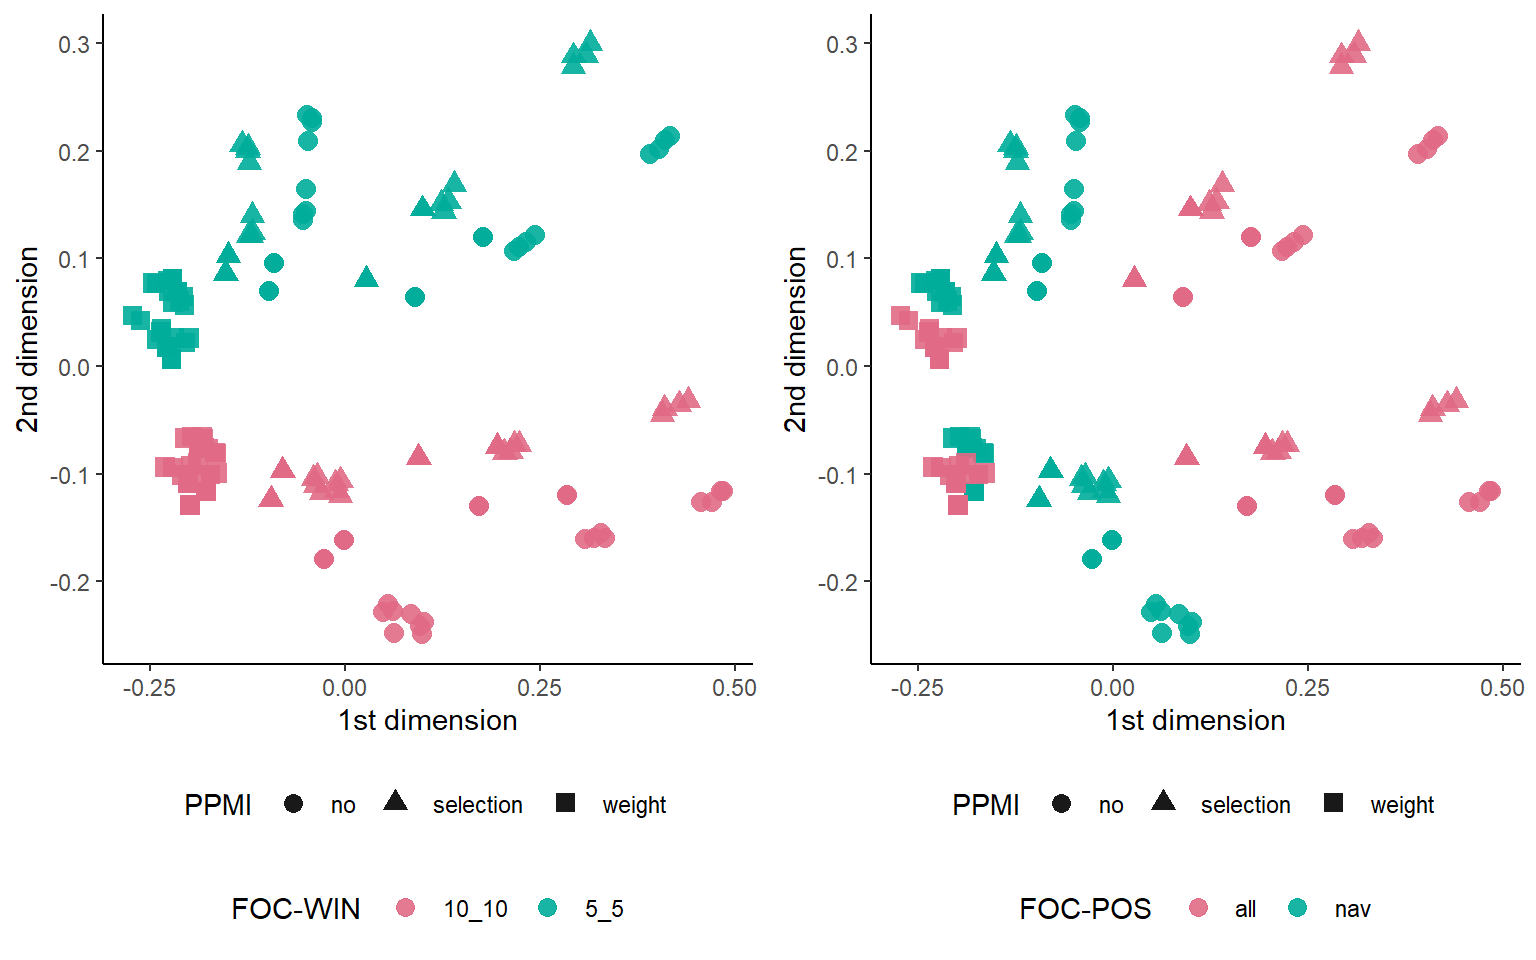 0.3
0.2
0.1
0.0
-0.1
-0.2
2nd dimension
-0.25 0.00 0.25 0.50
1st dimension
PPMI no selection weight
FOC-WIN 10_10 5_5
0.3
0.2
0.1
0.0
-0.1
-0.2
2nd dimension
-0.25 0.00 0.25 0.50
1st dimension
PPMI no selection weight
FOC-POS all nav